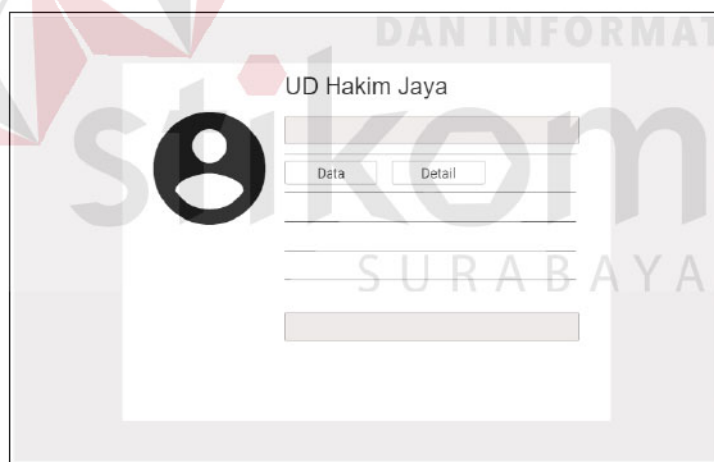 DAN INFORMAT
UD Hakim Jaya
stikom
Data Detail
SURABAYA